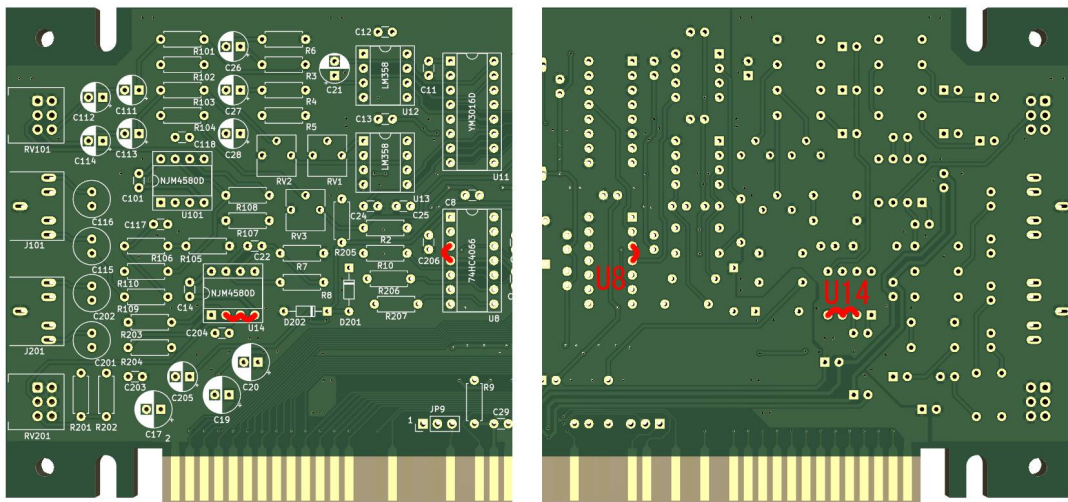 R101
C12
R6
C26
LM358
R102
R3
C21
C11
YM3016D
C112
C111
R103
C27
R4
U12
R104
R5
C13
RV101
C114
C113
C118
C28
LM358
U11
NJM4580D
RV2
RV1
C101
U101
R108
U13
C8
C116
C117
R107
RV3
C24
C25
J101
R106
R105
C22
R205
R2
C206
74HC4066
C115
R7
R10
U8
R110
NJM4580D
R8
R206
C14
R109
C202
U14
D202
D201
R207
U8
U14
R203
C204
J201
C201
R204
C20
C203
C205
R9
C19
JP9
C29
1
RV201
R201
R202
C17
2